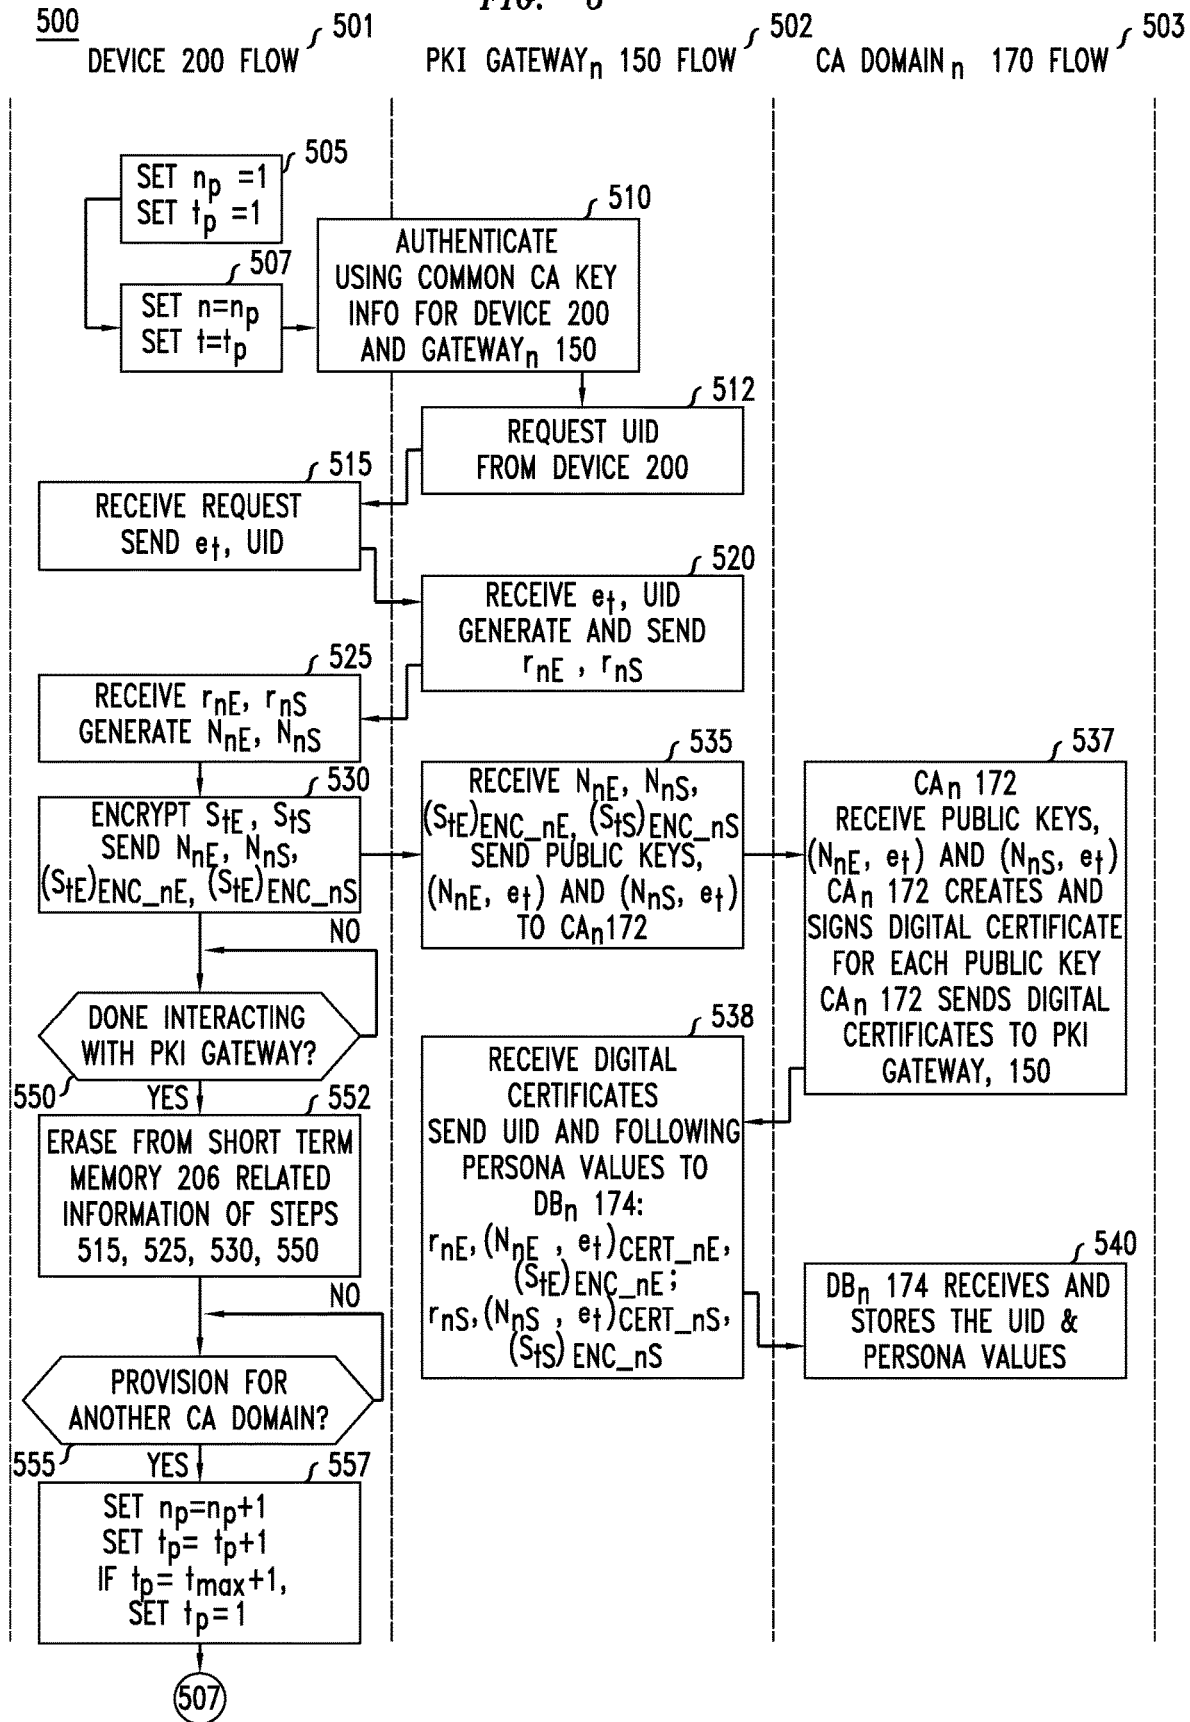 FIG. 8
500
501
DEVICE 200 FLOW
502
PKI GATEWAYn 150 FLOW
503
CA DOMAINn 170 FLOW
505
SET np =1
SET tp =1
507
SET n=np
SET t=tp
510
AUTHENTICATE
USING COMMON CA KEY
INFO FOR DEVICE 200
AND GATEWAYn 150
512
REQUEST UID
FROM DEVICE 200
515
RECEIVE REQUEST
SEND et, UID
520
RECEIVE et, UID
GENERATE AND SEND
rnE , rnS
525
RECEIVE rnE, rnS
GENERATE NnE, NnS
530
ENCRYPT StE, StS
SEND NnE, NnS,
(StE)ENC_nE, (StE)ENC_nS
535
RECEIVE NnE, NnS,
(StE)ENC_nE, (StS)ENC_nS
SEND PUBLIC KEYS,
(NnE, et) AND (NnS, et)
TO CAn172
537
CAn 172
RECEIVE PUBLIC KEYS,
(NnE, et) AND (NnS, et)
CAn 172 CREATES AND
SIGNS DIGITAL CERTIFICATE
FOR EACH PUBLIC KEY
CAn 172 SENDS DIGITAL
CERTIFICATES TO PKI
GATEWAY, 150
NO
DONE INTERACTING
WITH PKI GATEWAY?
550
YES
538
RECEIVE DIGITAL
CERTIFICATES
SEND UID AND FOLLOWING
PERSONA VALUES TO
DBn 174:
rnE, (NnE , et)CERT_nE,
(StE)ENC_nE;
rnS, (NnS , et)CERT_nS,
(StS)ENC_nS
540
DBn 174 RECEIVES AND
STORES THE UID &
PERSONA VALUES
552
ERASE FROM SHORT TERM
MEMORY 206 RELATED
INFORMATION OF STEPS
515, 525, 530, 550
NO
PROVISION FOR
ANOTHER CA DOMAIN?
555
YES
557
SET np=np+1
SET tp= tp+1
IF tp= tmax+1,
SET tp=1
507